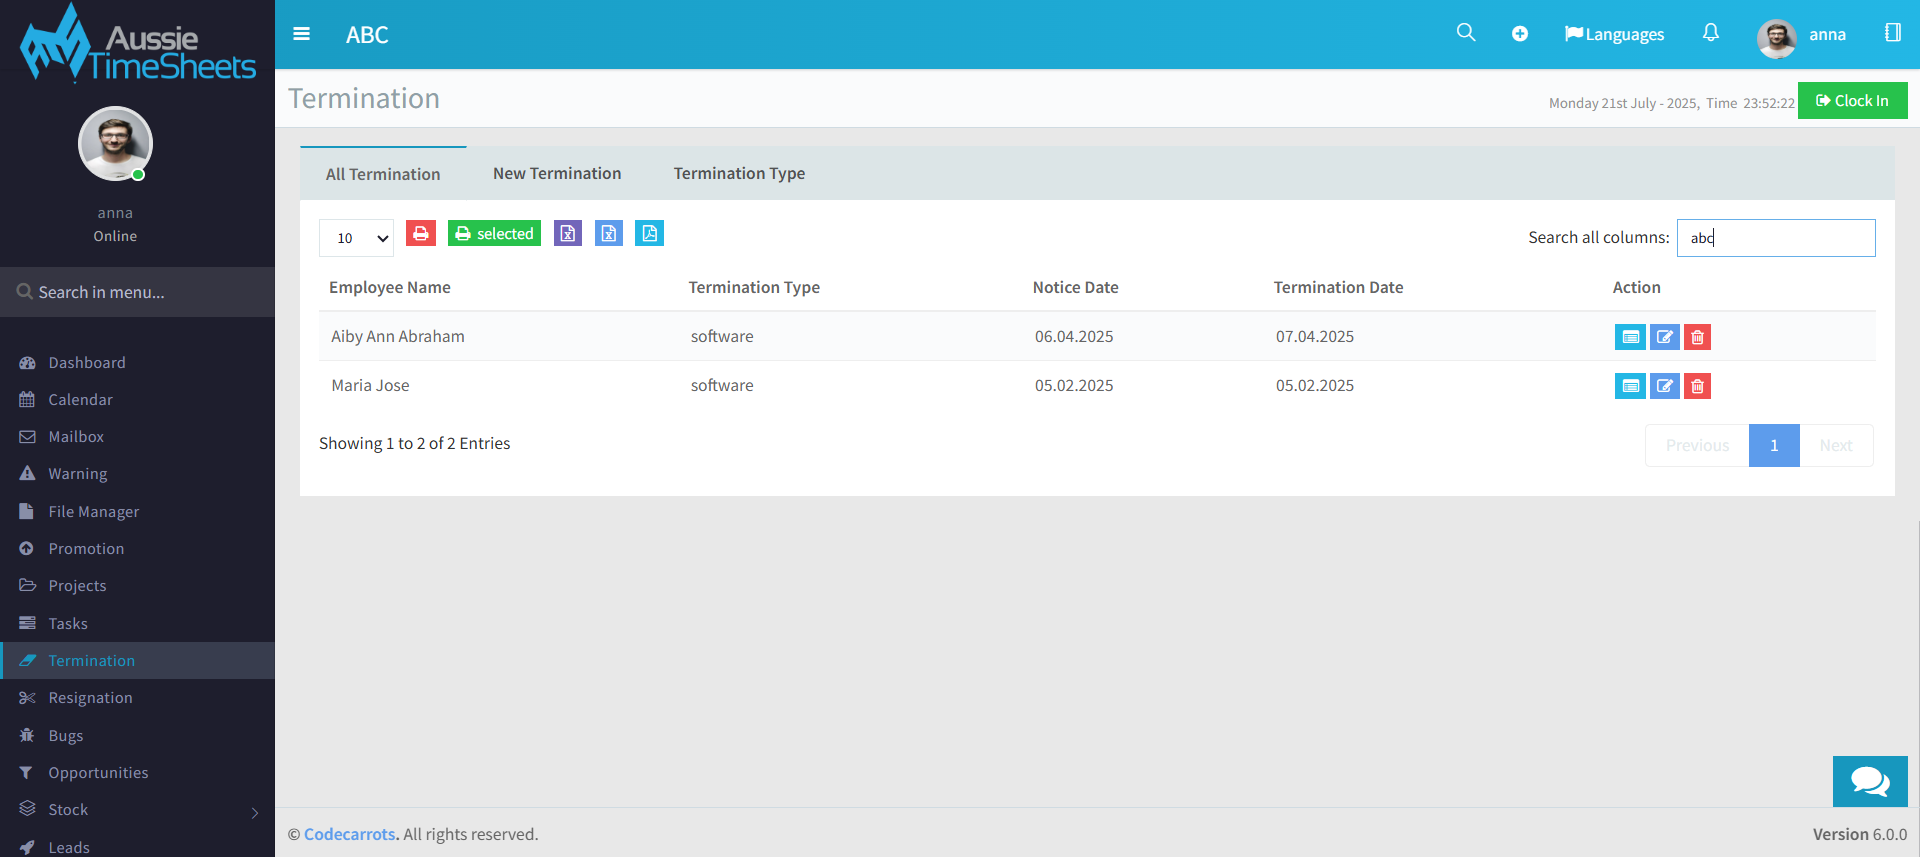 Aussie
TimeSheets
ABC
Languages
anna
Termination
Monday 21st July - 2025, Time 23:52:22
Clock In
anna
Online
Search in menu...
Dashboard
Calendar
Mailbox
Warning
File Manager
Promotion
Projects
Tasks
Termination
Resignation
Bugs
Opportunities
Stock
Leads
All Termination
New Termination
Termination Type
10
selected
Search all columns: abc
Employee Name Termination Type Notice Date Termination Date Action
Aiby Ann Abraham software 06.04.2025 07.04.2025
Maria Jose software 05.02.2025 05.02.2025
Showing 1 to 2 of 2 Entries
Previous 1 Next
© Codecarrots. All rights reserved.
Version 6.0.0